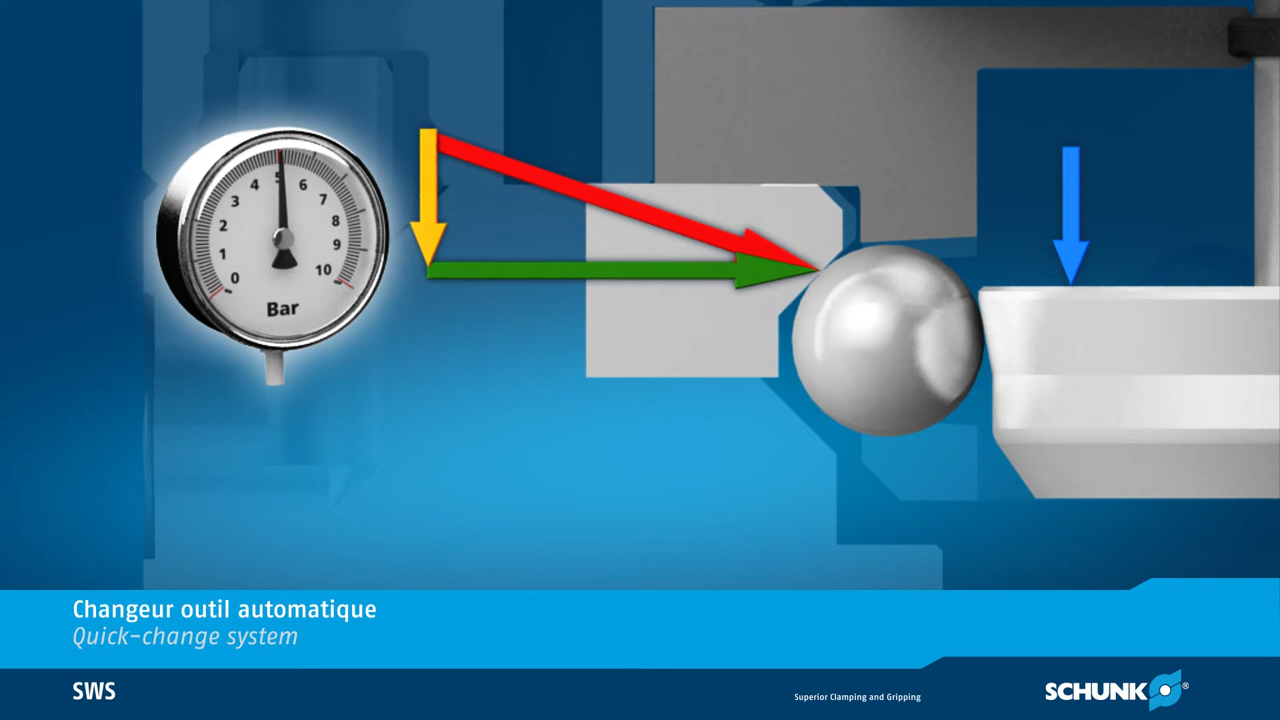 0
1
2
3
4
5
6
7
8
9
10
Bar
Changeur outil automatique
Quick-change system
SWS
Superior Clamping and Gripping
SCHUNK®